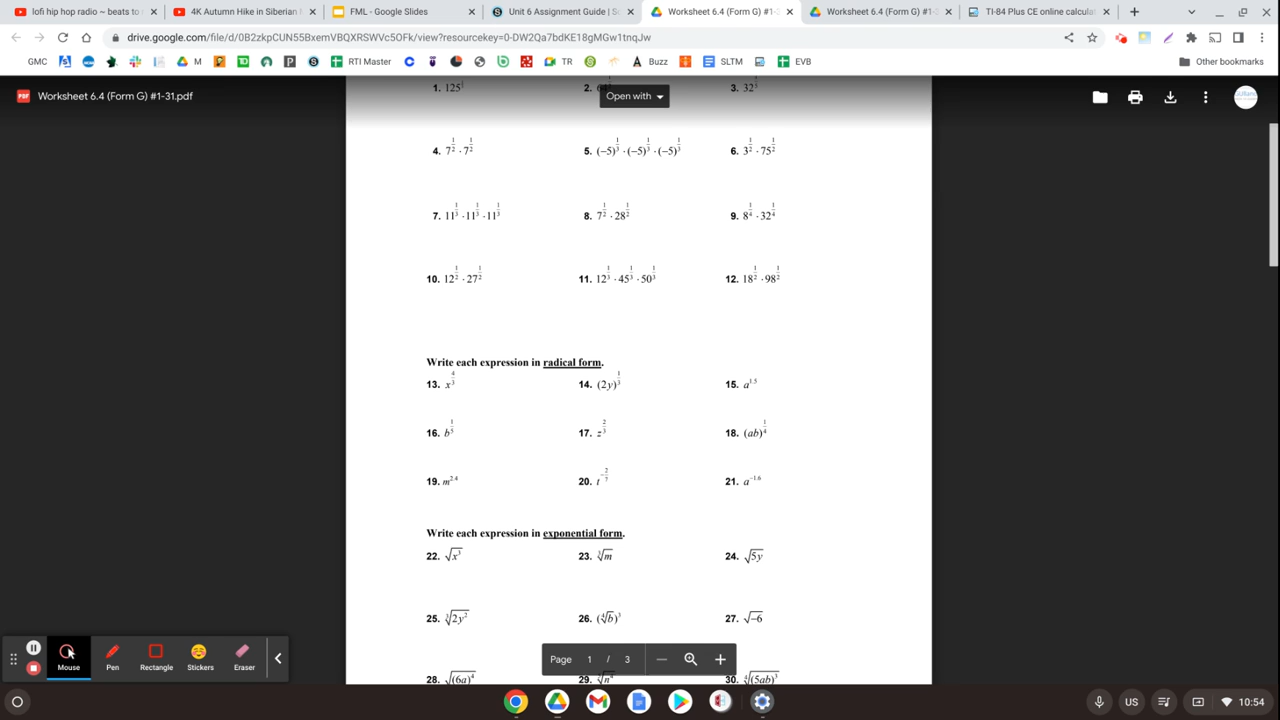 lofi hip hop radio ~ beats to r
4K Autumn Hike in Siberian F
FML - Google Slides
Unit 6 Assignment Guide | Sc
Worksheet 6.4 (Form G) #1-3
Worksheet 6.4 (Form G) #1-3
TI-84 Plus CE online calculat
drive.google.com/file/d/0B2zkpCUN55BxemVBQXRSWVc5OFk/view?resourcekey=0-DW2Qa7bdKE18gMGw1tnqJw
GMC M RTI Master TR Buzz SLTM EVB Other bookmarks
PDF Worksheet 6.4 (Form G) #1-31.pdf
Open with
1. 2. 3.
4. 7^(1/2) · 7^(1/2) 5. (−5)^(1/3) · (−5)^(1/3) · (−5)^(1/3) 6. 3^(1/2) · 75^(1/2)
7. 11^(1/3) · 11^(1/3) · 11^(1/3) 8. 7^(1/2) · 28^(1/2) 9. 8^(1/4) · 32^(1/4)
10. 12^(1/2) · 27^(1/2) 11. 12^(1/3) · 45^(1/3) · 50^(1/3) 12. 18^(1/2) · 98^(1/2)
Write each expression in radical form.
13. x^(4/3) 14. (2y)^(1/3) 15. a^1.5
16. b^(1/5) 17. z^(2/3) 18. (ab)^(1/4)
19. m^2.4 20. t^(−2/7) 21. a^−1.6
Write each expression in exponential form.
22. √(x³) 23. ∛m 24. √(5y)
25. ∛(2y²) 26. (∜b)³ 27. √−6
28. √((6a)⁴) 29. 30. ∜((5ab)³)
Page 1 / 3
Mouse Pen Rectangle Stickers Eraser
US 10:54